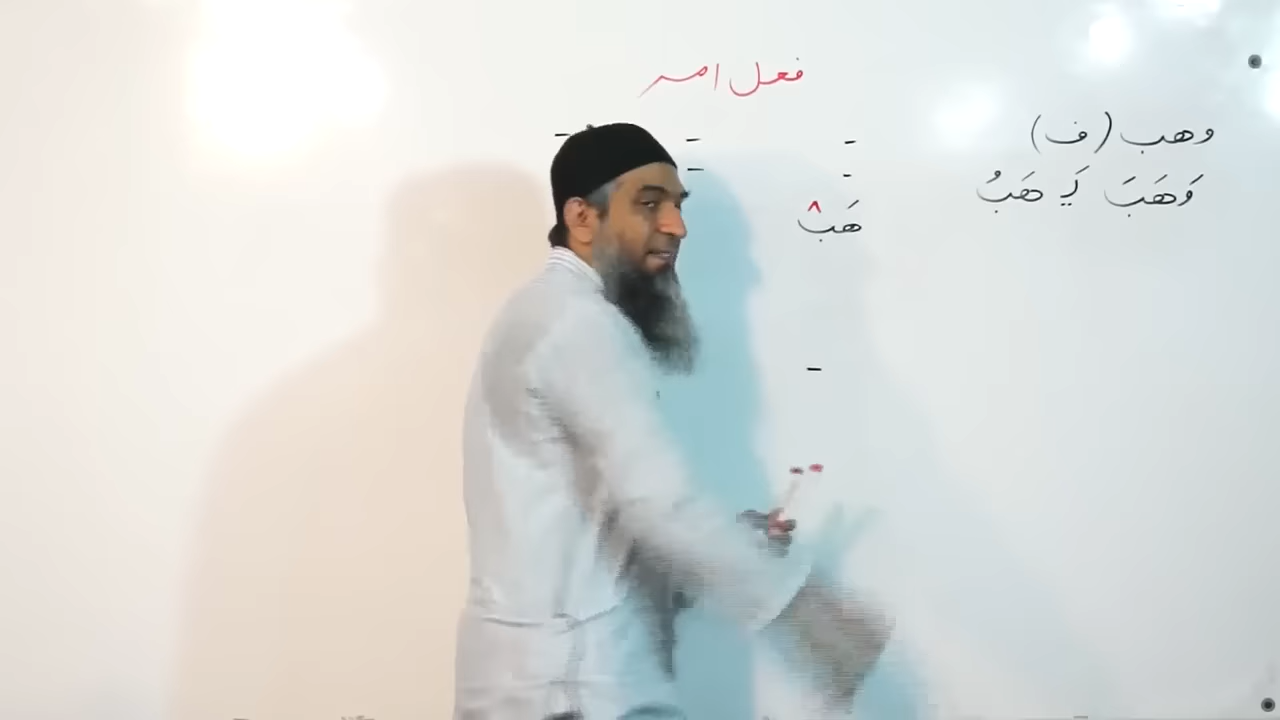 فعل امر
وهب (ف)
وَهَبَ يَهَبُ
هَبْ